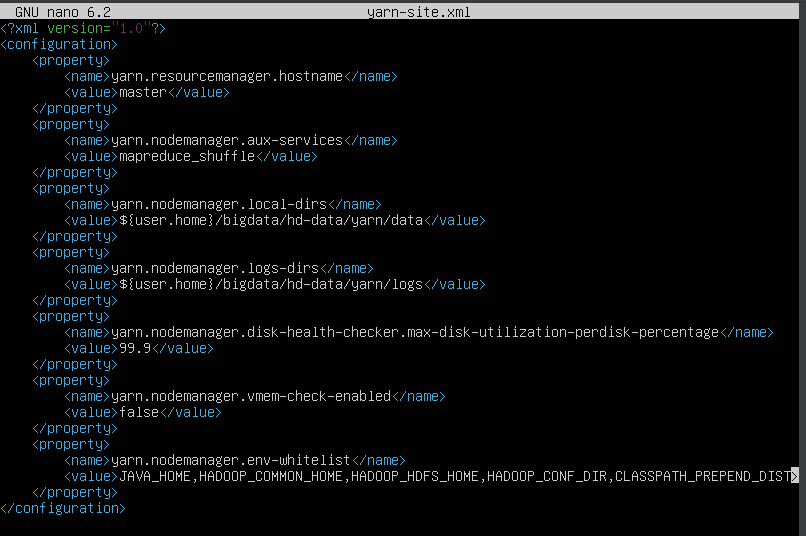 GNU nano 6.2 yarn-site.xml
<?xml version="1.0"?>
<configuration>
<property>
<name>yarn.resourcemanager.hostname</name>
<value>master</value>
</property>
<property>
<name>yarn.nodemanager.aux-services</name>
<value>mapreduce_shuffle</value>
</property>
<property>
<name>yarn.nodemanager.local-dirs</name>
<value>${user.home}/bigdata/hd-data/yarn/data</value>
</property>
<property>
<name>yarn.nodemanager.logs-dirs</name>
<value>${user.home}/bigdata/hd-data/yarn/logs</value>
</property>
<property>
<name>yarn.nodemanager.disk-health-checker.max-disk-utilization-perdisk-percentage</name>
<value>99.9</value>
</property>
<property>
<name>yarn.nodemanager.vmem-check-enabled</name>
<value>false</value>
</property>
<property>
<name>yarn.nodemanager.env-whitelist</name>
<value>JAVA_HOME,HADOOP_COMMON_HOME,HADOOP_HDFS_HOME,HADOOP_CONF_DIR,CLASSPATH_PREPEND_DIST>
</property>
</configuration>